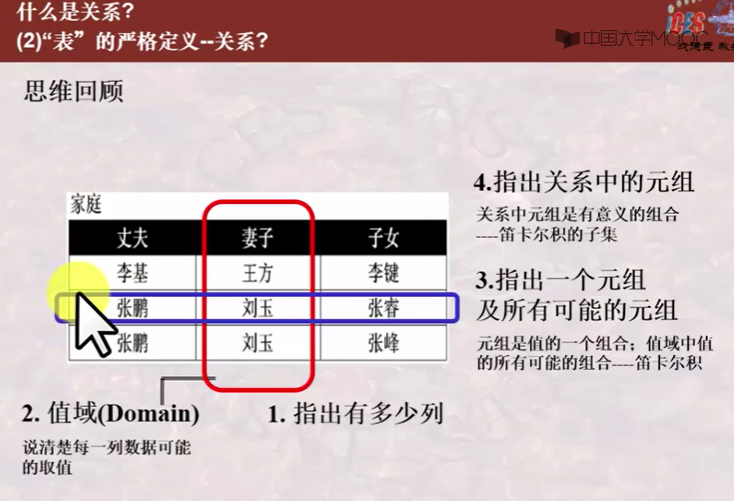 什么是关系?
(2)“表”的严格定义--关系?
中国大学MOOC
思维回顾
家庭
丈夫 妻子 子女
李基 王方 李键
张鹏 刘玉 张睿
张鹏 刘玉 张峰
4.指出关系中的元组
关系中元组是有意义的组合
----笛卡尔积的子集
3.指出一个元组
及所有可能的元组
元组是值的一个组合；值域中值
的所有可能的组合----笛卡尔积
2. 值域(Domain)
说清楚每一列数据可能
的取值
1. 指出有多少列